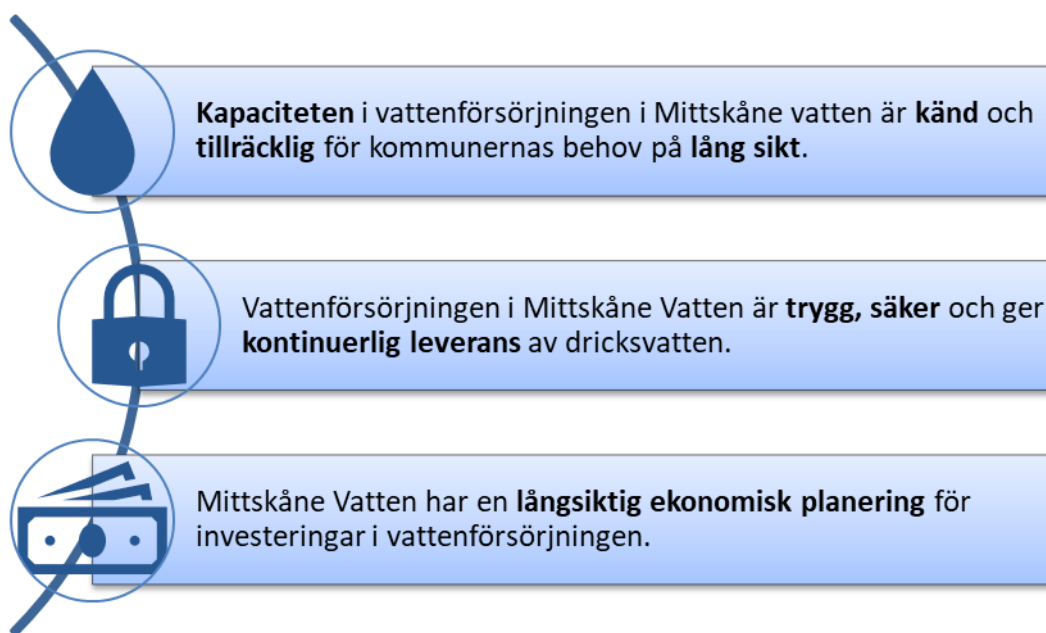 Kapaciteten i vattenförsörjningen i Mittskåne vatten är känd och
tillräcklig för kommunernas behov på lång sikt.
Vattenförsörjningen i Mittskåne Vatten är trygg, säker och ger
kontinuerlig leverans av dricksvatten.
Mittskåne Vatten har en långsiktig ekonomisk planering för
investeringar i vattenförsörjningen.